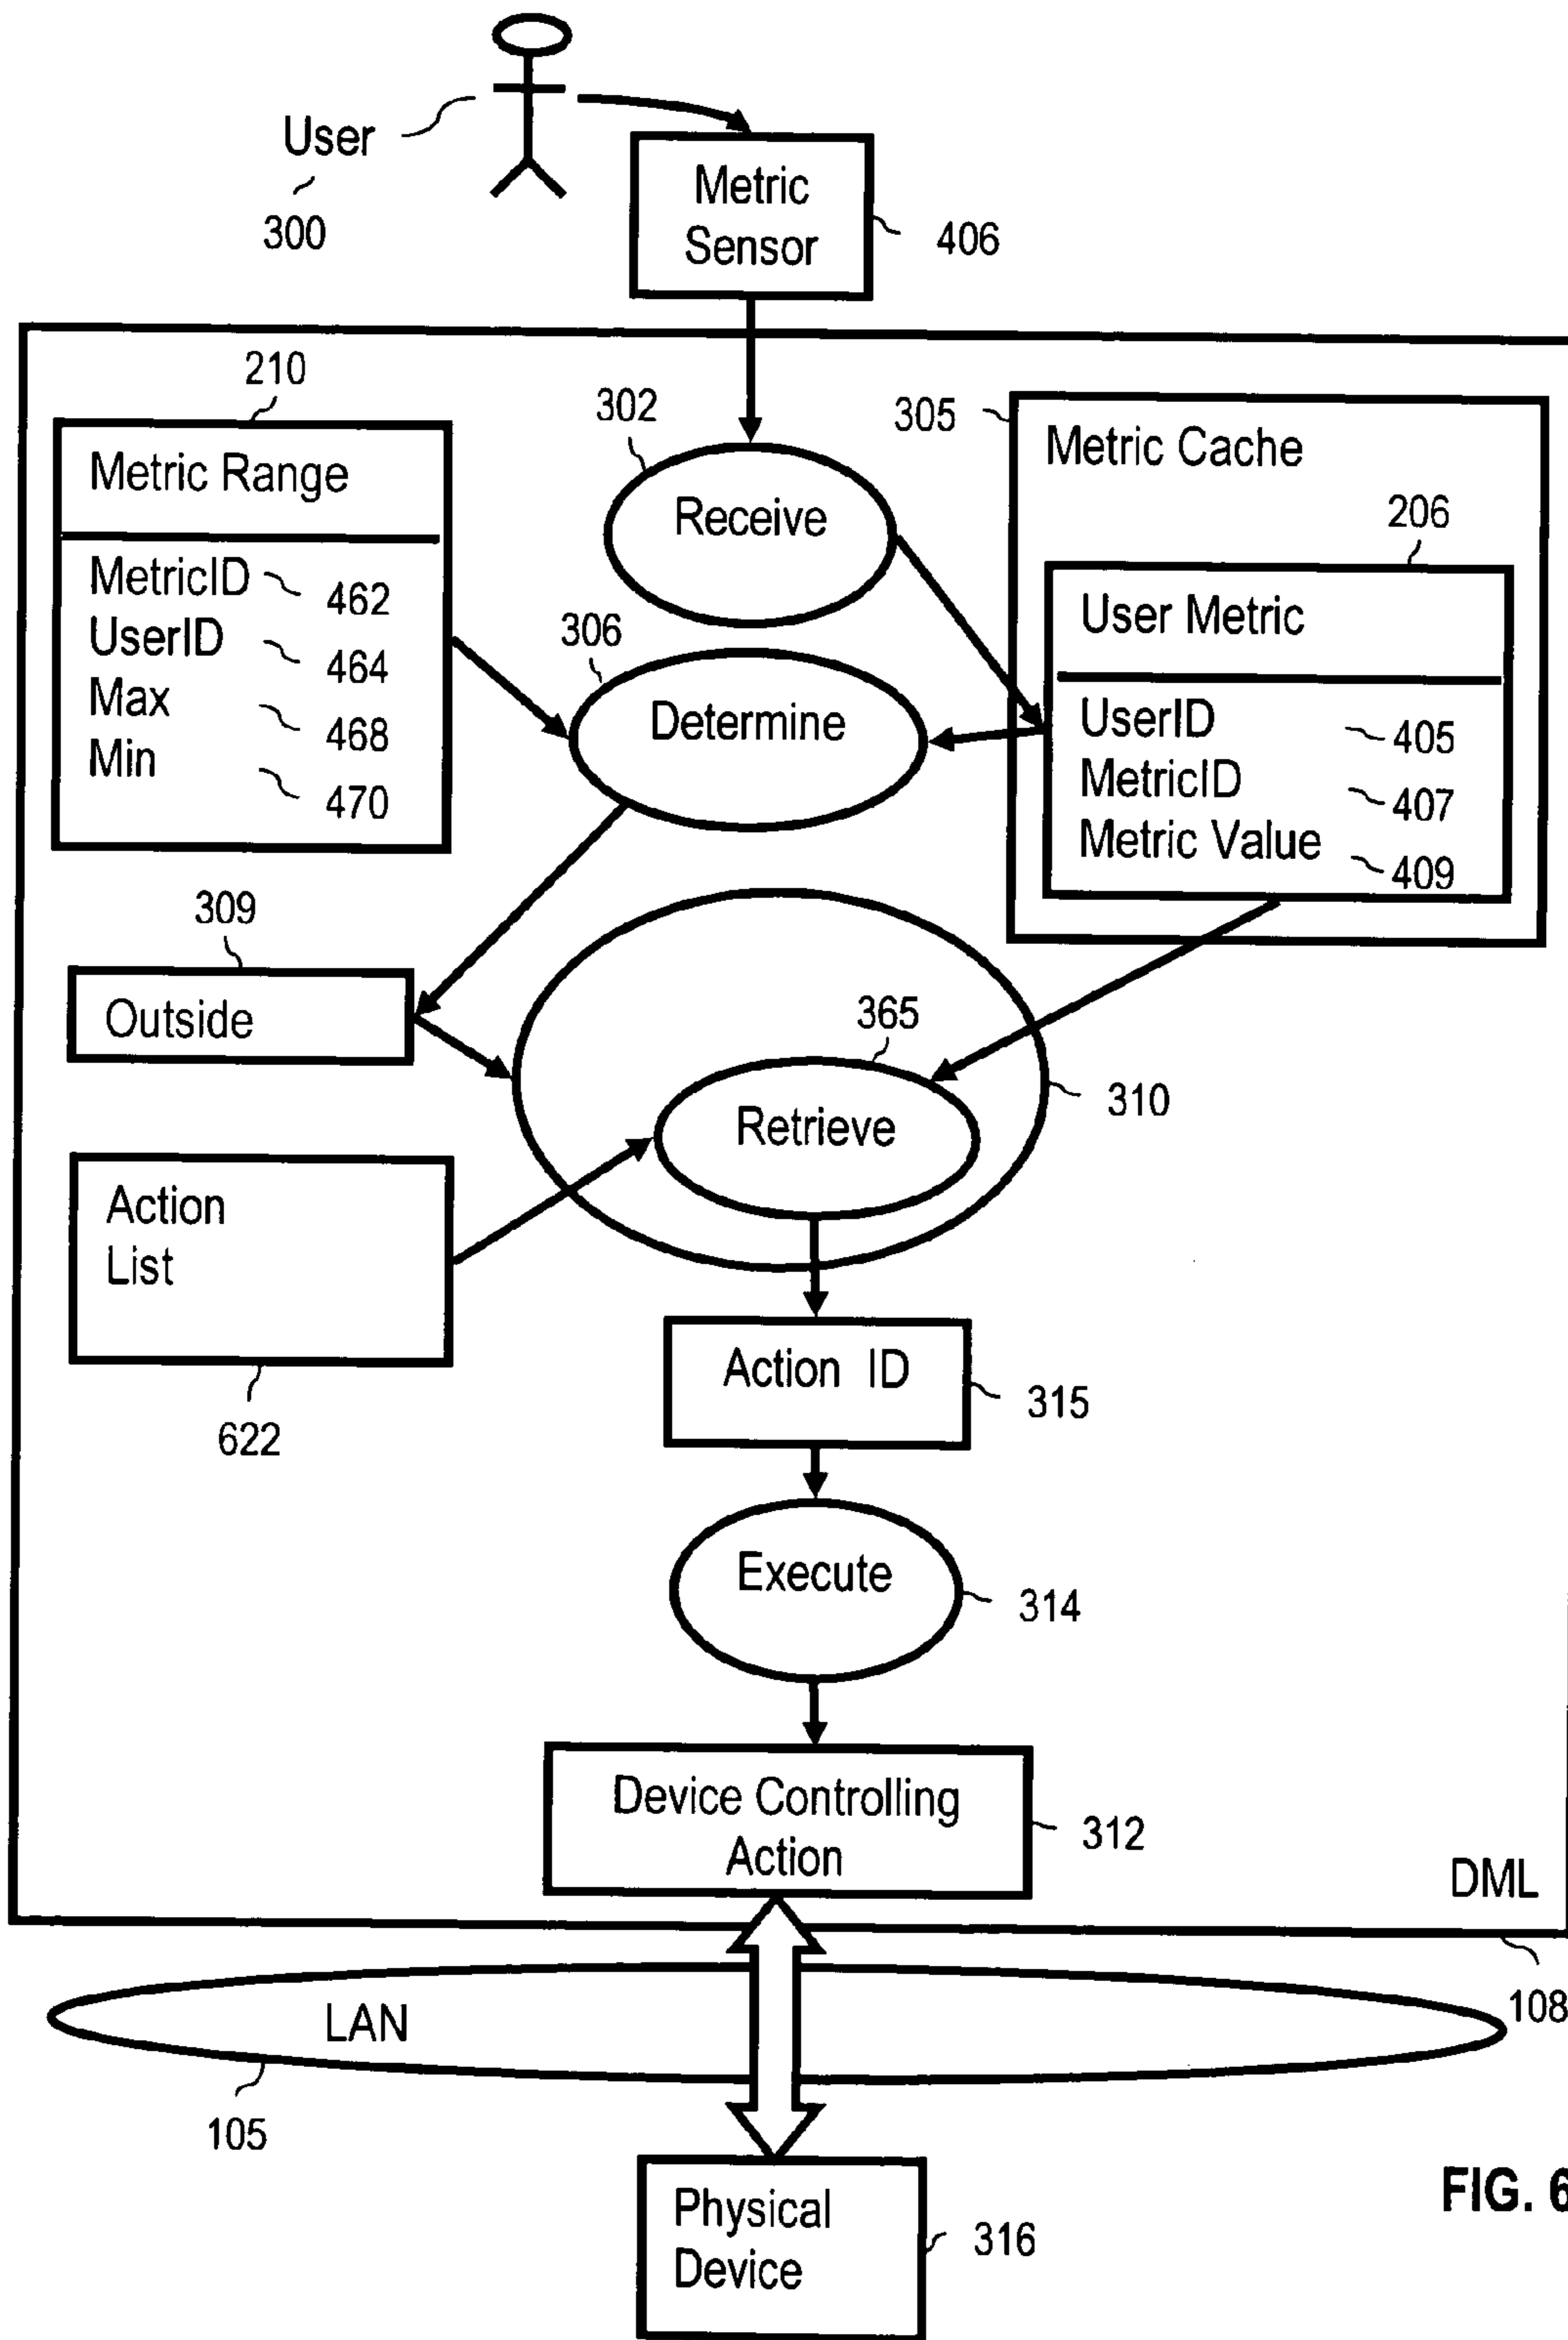 User
300
Metric
Sensor
406
210
Metric Range
MetricID
462
UserID
464
Max
468
Min
470
302
Receive
305
Metric Cache
206
User Metric
UserID
405
MetricID
407
Metric Value
409
306
Determine
309
Outside
365
Retrieve
310
Action
List
622
Action ID
315
Execute
314
Device Controlling
Action
312
DML
108
LAN
105
Physical
Device
316
FIG. 6